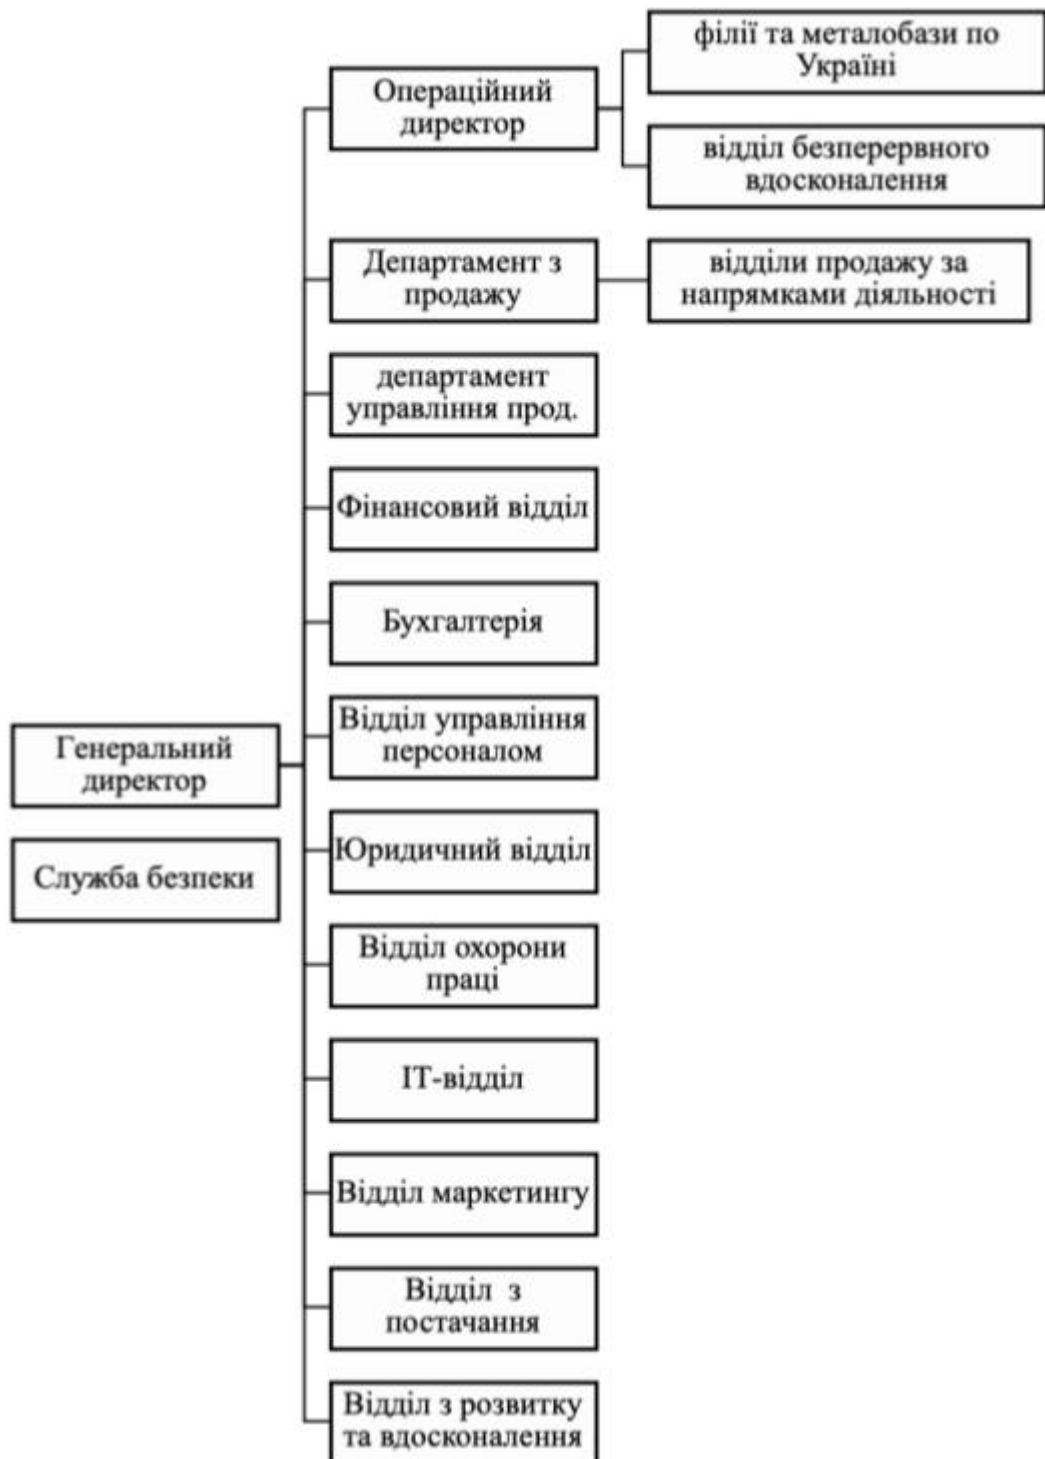 філії та металобази по
Україні
Операційний
директор
відділ безперервного
вдосконалення
Департамент з
продажу
відділи продажу за
напрямками діяльності
департамент
управління прод.
Фінансовий відділ
Бухгалтерія
Відділ управління
персоналом
Генеральний
директор
Юридичний відділ
Служба безпеки
Відділ охорони
праці
ІТ-відділ
Відділ маркетингу
Відділ з
постачання
Відділ з розвитку
та вдосконалення